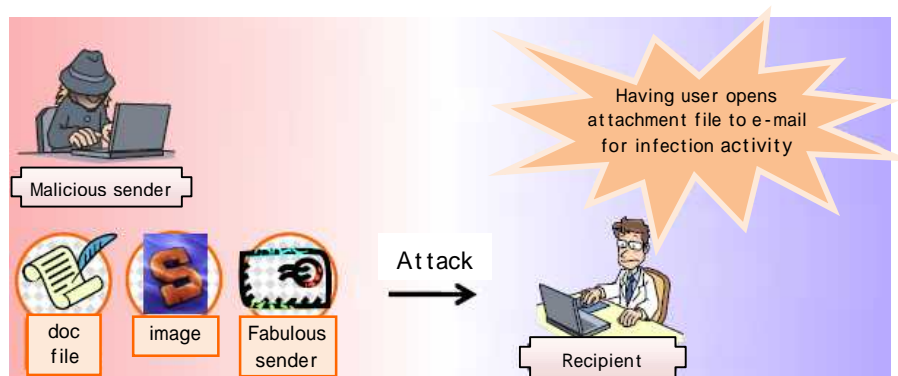 Having user opens
attachment file to e-mail
for infection activity
Malicious sender
Attack
doc
file
image
Fabulous
sender
Recipient